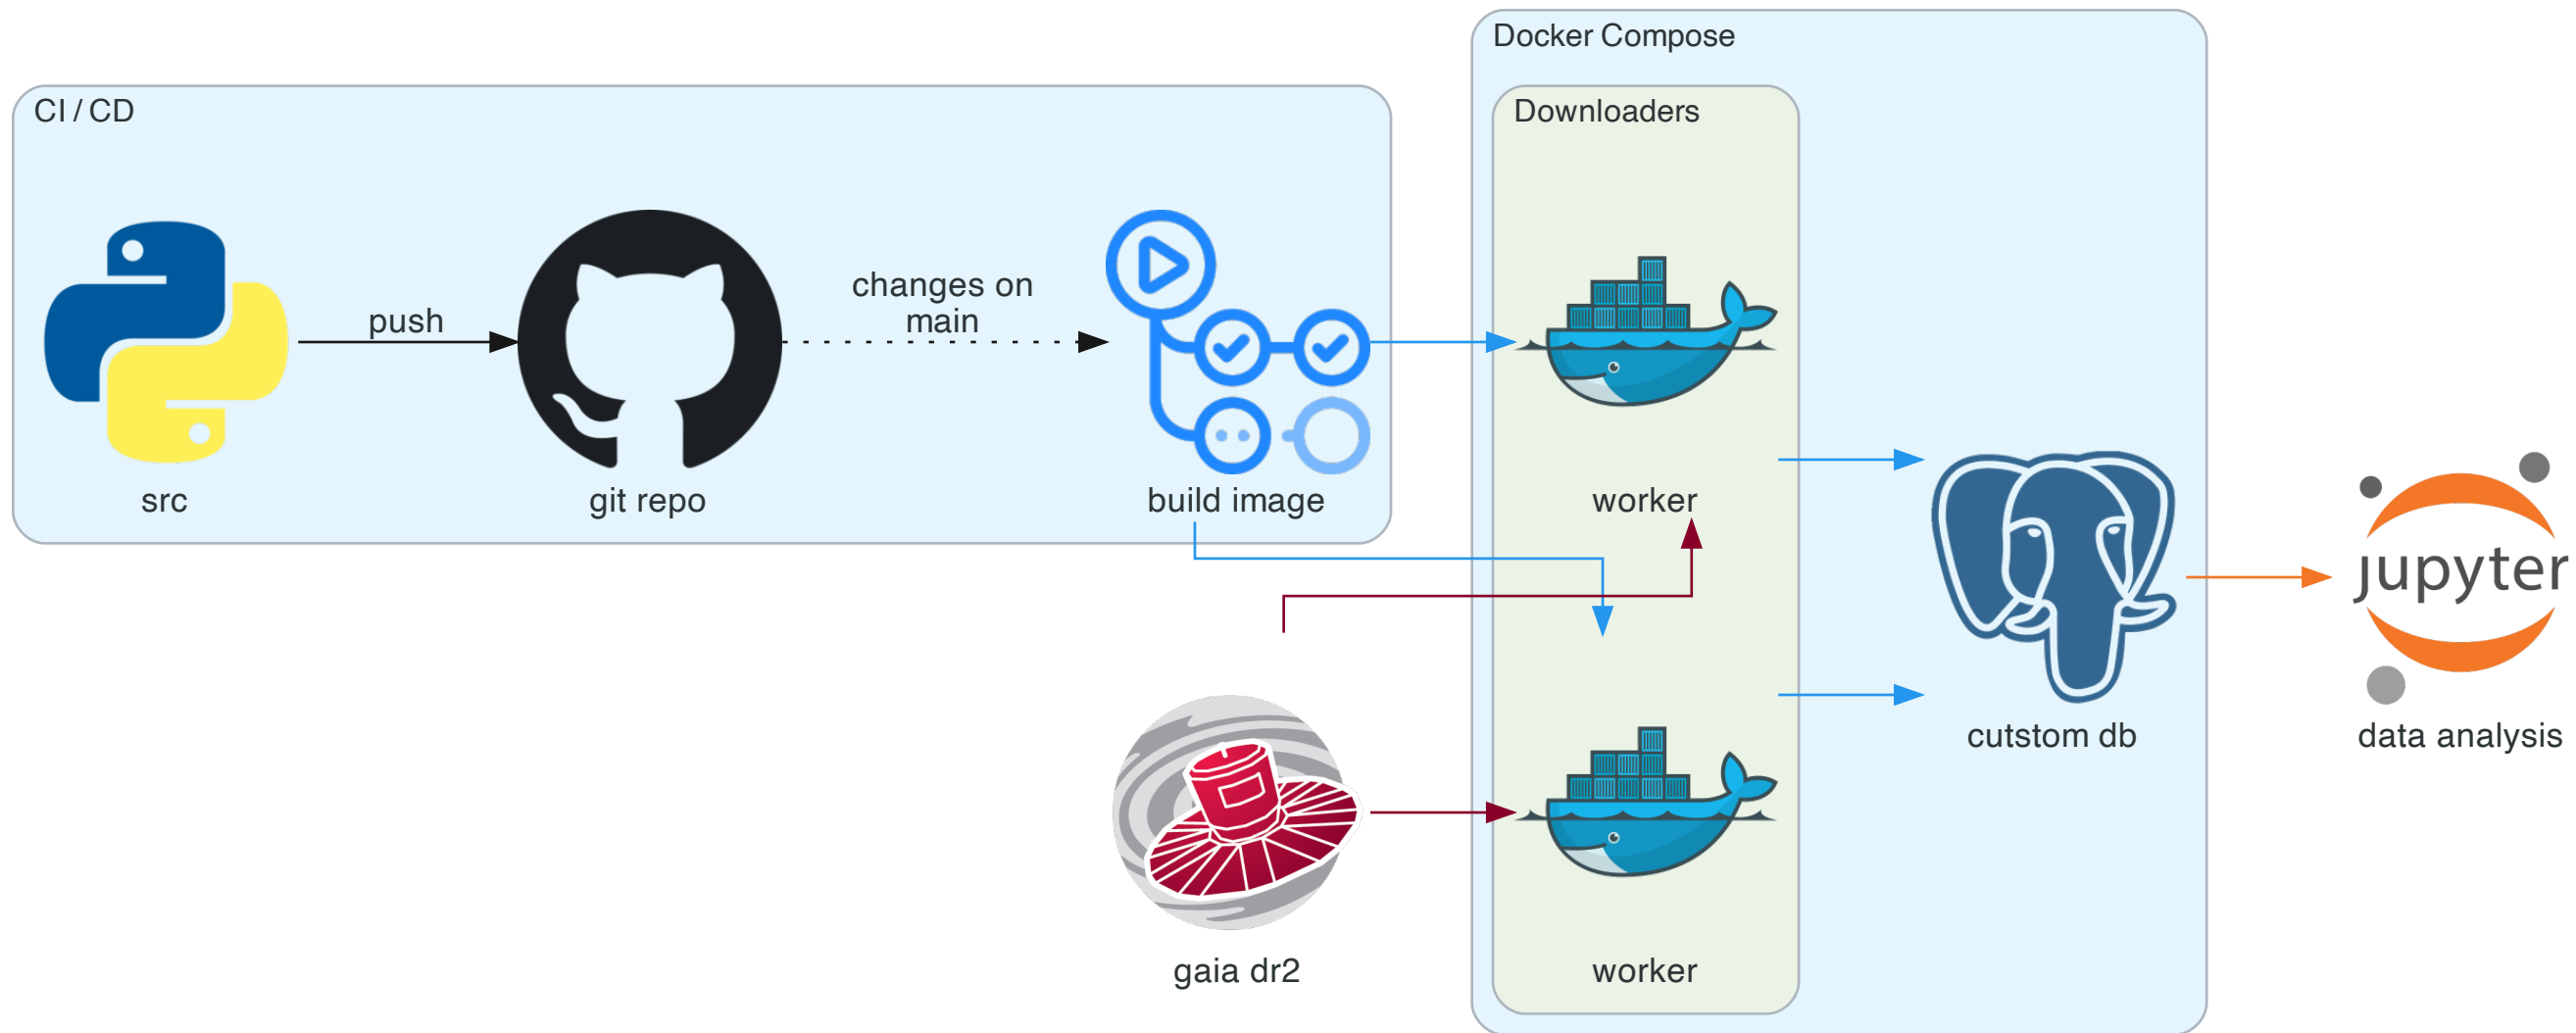 Docker Compose
CI / CD
Downloaders
push
changes on
main
src
git repo
build image
worker
jupyter
cutstom db
data analysis
gaia dr2
worker